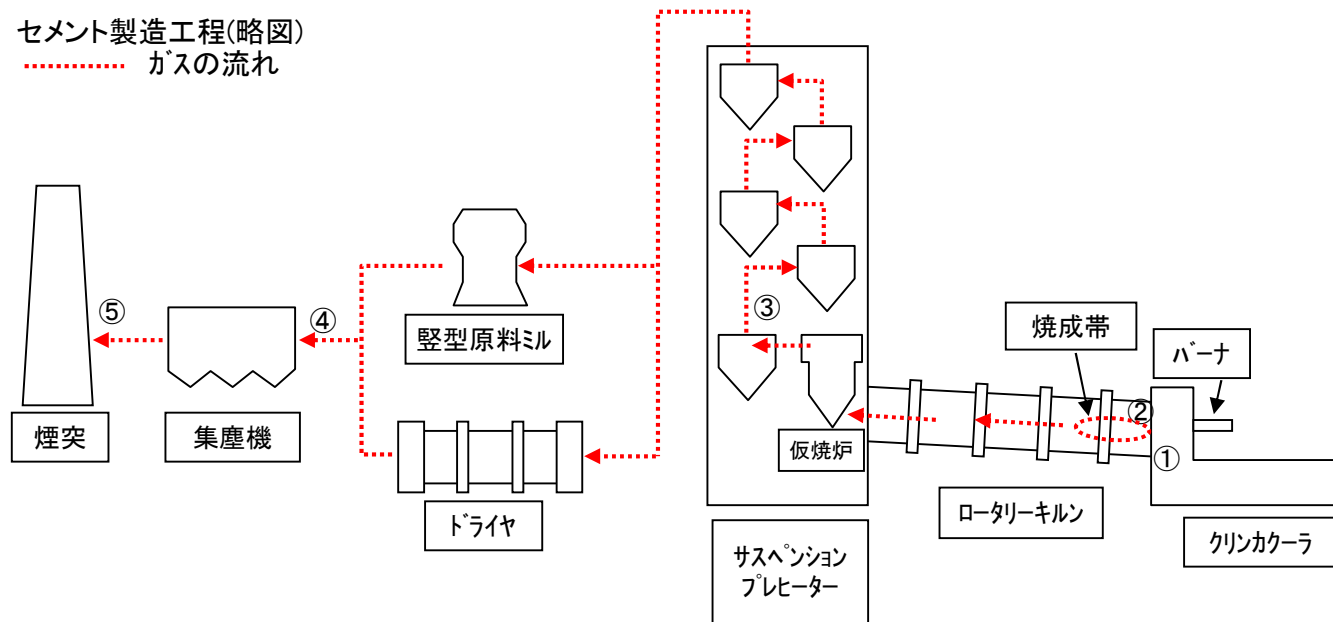 セメント製造工程(略図)
ガスの流れ
⑤
④
③
②
①
竪型原料ミル
焼成帯
バーナ
煙突
集塵機
仮焼炉
ドライヤ
ロータリーキルン
サスペンション
プレヒーター
クリンカクーラ